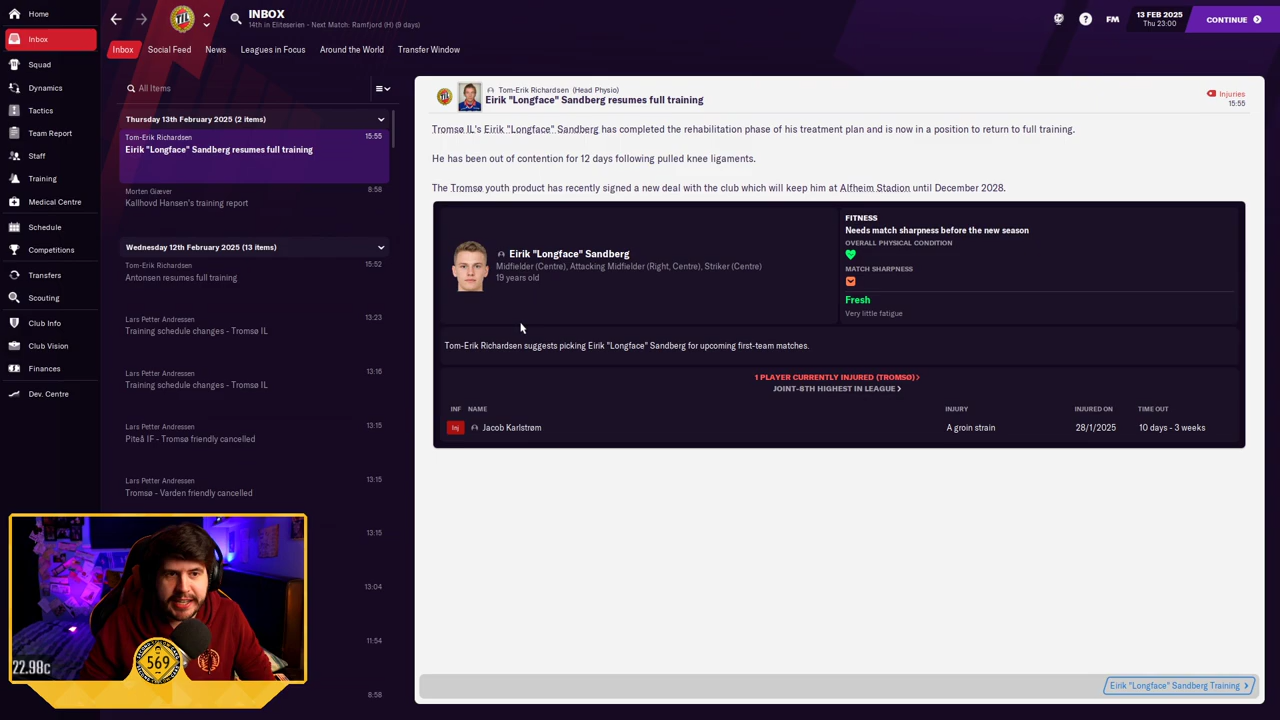 Home
Inbox
Squad
Dynamics
Tactics
Team Report
Staff
Training
Medical Centre
Schedule
Competitions
Transfers
Scouting
Club Info
Club Vision
Finances
Dev. Centre
INBOX
14th in Eliteserien - Next Match: Ramfjord (H) (9 days)
FM
13 FEB 2025
Thu 23:00
CONTINUE
Inbox
Social Feed
News
Leagues in Focus
Around the World
Transfer Window
All Items
Thursday 13th February 2025 (2 items)
Tom-Erik Richardsen 15:55
Eirik "Longface" Sandberg resumes full training
Morten Giæver 8:58
Kallhovd Hansen's training report
Wednesday 12th February 2025 (13 items)
Tom-Erik Richardsen 15:52
Antonsen resumes full training
Lars Petter Andressen 13:23
Training schedule changes - Tromsø IL
Lars Petter Andressen 13:16
Training schedule changes - Tromsø IL
Lars Petter Andressen 13:15
Piteå IF - Tromsø friendly cancelled
Lars Petter Andressen 13:15
Tromsø - Varden friendly cancelled
13:15
13:04
11:54
8:58
Tom-Erik Richardsen (Head Physio)
Eirik "Longface" Sandberg resumes full training
Injuries
15:55
Tromsø IL's Eirik "Longface" Sandberg has completed the rehabilitation phase of his treatment plan and is now in a position to return to full training.
He has been out of contention for 12 days following pulled knee ligaments.
The Tromsø youth product has recently signed a new deal with the club which will keep him at Alfheim Stadion until December 2028.
Eirik "Longface" Sandberg
Midfielder (Centre), Attacking Midfielder (Right, Centre), Striker (Centre)
19 years old
FITNESS
Needs match sharpness before the new season
OVERALL PHYSICAL CONDITION
MATCH SHARPNESS
Fresh
Very little fatigue
Tom-Erik Richardsen suggests picking Eirik "Longface" Sandberg for upcoming first-team matches.
1 PLAYER CURRENTLY INJURED (TROMSØ)
JOINT-8TH HIGHEST IN LEAGUE
INF NAME INJURY INJURED ON TIME OUT
Inj Jacob Karlstrøm A groin strain 28/1/2025 10 days - 3 weeks
Eirik "Longface" Sandberg Training
22.98c
569